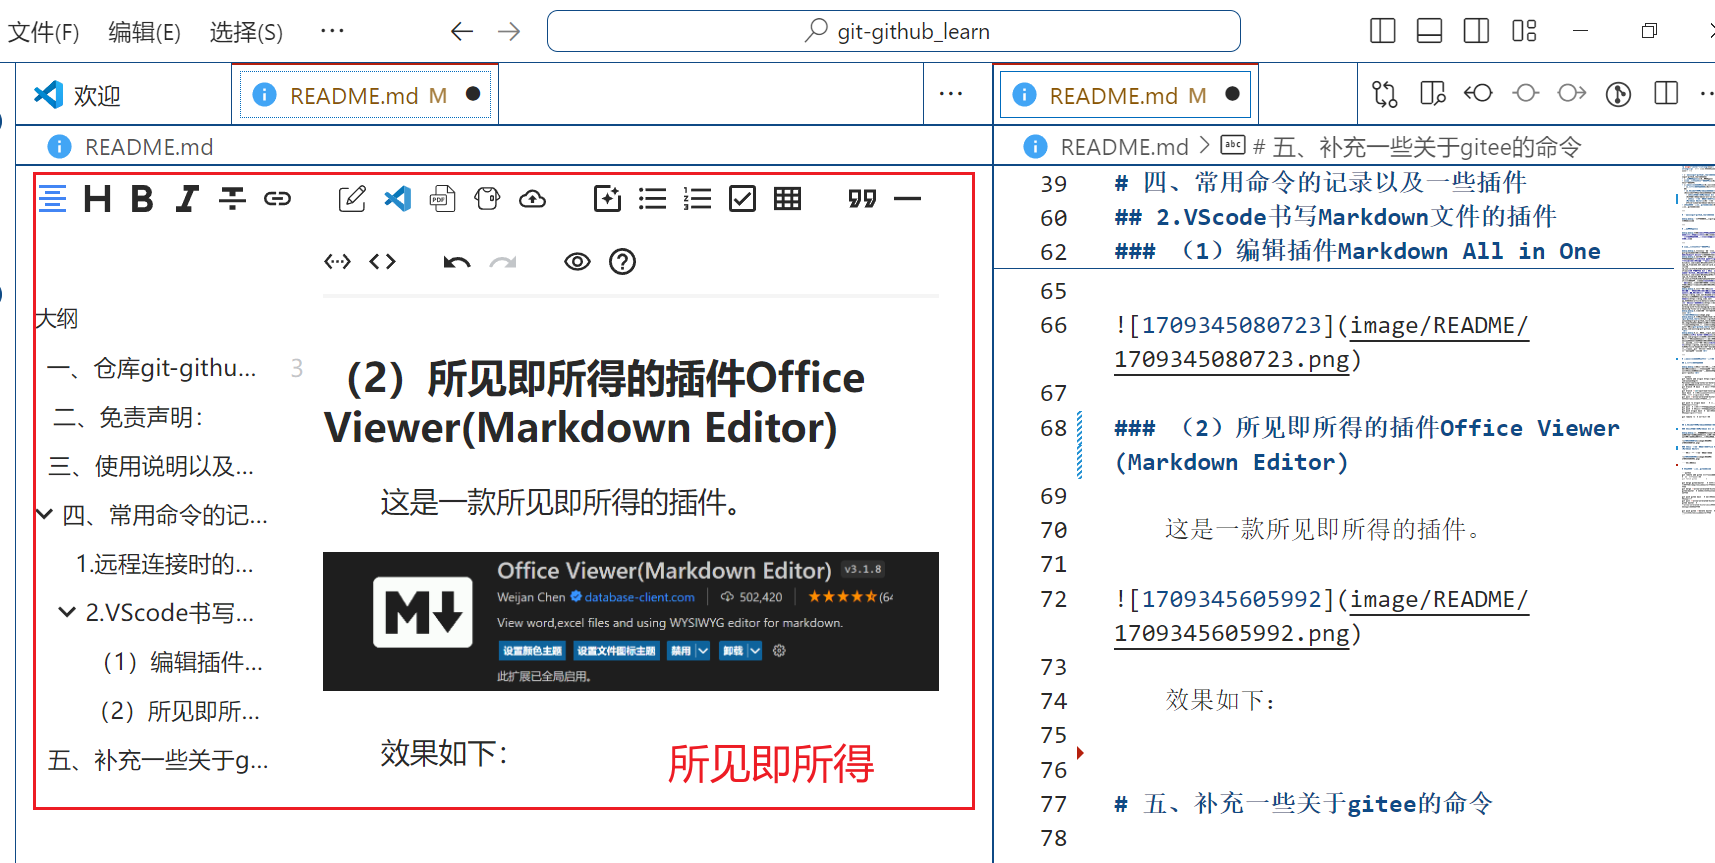 文件(F) 编辑(E) 选择(S) ··· git-github_learn
欢迎 README.md M ···
README.md
H B I PDF
大纲
一、仓库git-githu... 3
二、免责声明：
三、使用说明以及...
四、常用命令的记...
1.远程连接时的...
2.VScode书写...
（1）编辑插件...
（2）所见即所...
五、补充一些关于g...
（2）所见即所得的插件Office
Viewer(Markdown Editor)
这是一款所见即所得的插件。
Office Viewer(Markdown Editor) v3.1.8
Weijan Chen database-client.com 502,420 ★★★★★(64
View word,excel files and using WYSIWYG editor for markdown.
设置颜色主题 设置文件图标主题 禁用 卸载
此扩展已全局启用。
效果如下：
所见即所得
README.md M
README.md > abc # 五、补充一些关于gitee的命令
39 # 四、常用命令的记录以及一些插件
60 ## 2.VScode书写Markdown文件的插件
62 ### （1）编辑插件Markdown All in One
65
66 ![1709345080723](image/README/
1709345080723.png)
67
68 ### （2）所见即所得的插件Office Viewer
(Markdown Editor)
69
70 这是一款所见即所得的插件。
71
72 ![1709345605992](image/README/
1709345605992.png)
73
74 效果如下：
75
76
77 # 五、补充一些关于gitee的命令
78